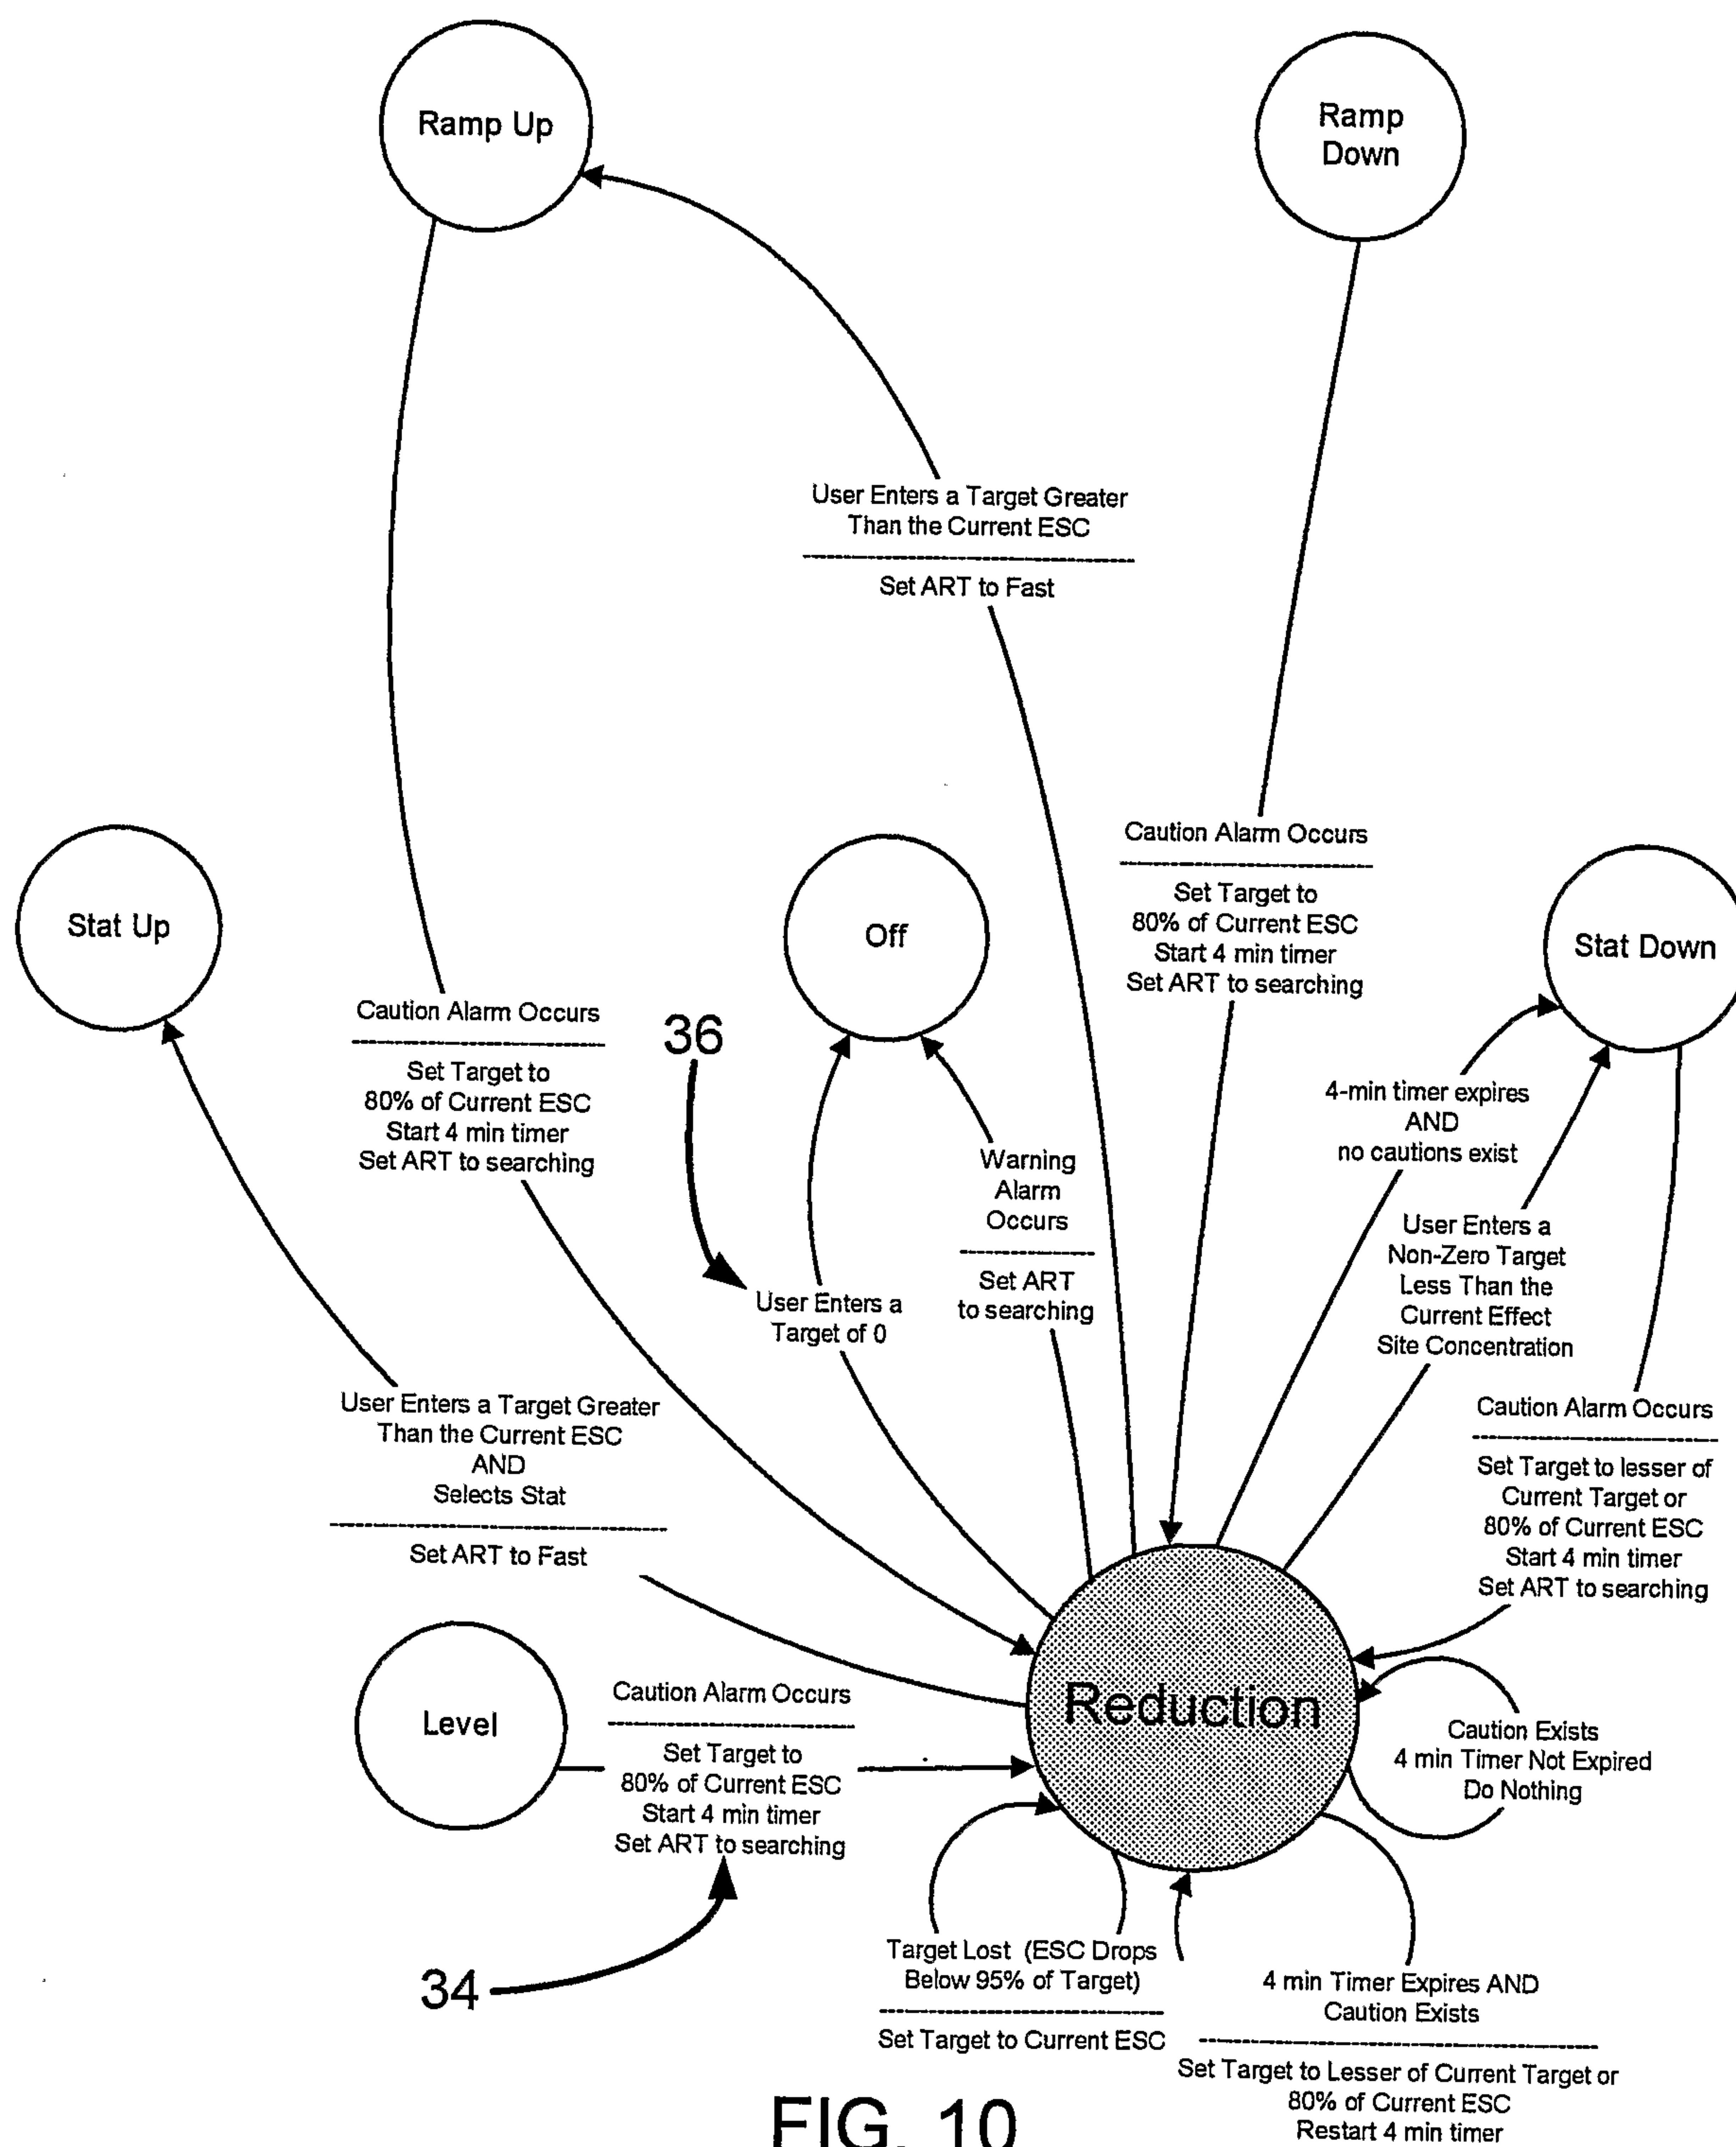 Ramp Up
Ramp
Down
User Enters a Target Greater
Than the Current ESC
Set ART to Fast
Caution Alarm Occurs
Set Target to
80% of Current ESC
Start 4 min timer
Set ART to searching
Stat Up
Off
Stat Down
Caution Alarm Occurs
Set Target to
80% of Current ESC
Start 4 min timer
Set ART to searching
36
4-min timer expires
AND
no cautions exist
Warning
Alarm
Occurs
Set ART
to searching
User Enters a
Target of 0
User Enters a
Non-Zero Target
Less Than the
Current Effect
Site Concentration
User Enters a Target Greater
Than the Current ESC
AND
Selects Stat
Set ART to Fast
Caution Alarm Occurs
Set Target to lesser of
Current Target or
80% of Current ESC
Start 4 min timer
Set ART to searching
Level
Caution Alarm Occurs
Set Target to
80% of Current ESC
Start 4 min timer
Set ART to searching
Reduction
Caution Exists
4 min Timer Not Expired
Do Nothing
34
Target Lost (ESC Drops
Below 95% of Target)
Set Target to Current ESC
4 min Timer Expires AND
Caution Exists
Set Target to Lesser of Current Target or
80% of Current ESC
Restart 4 min timer
FIG. 10